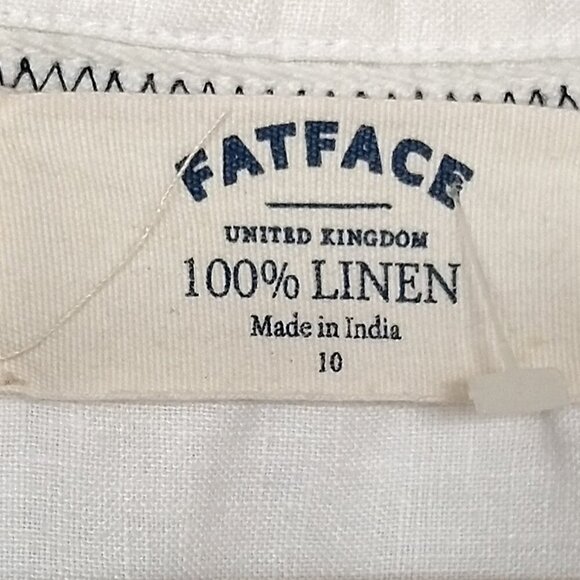 FATFACE
UNITED KINGDOM
100% LINEN
Made in India
10